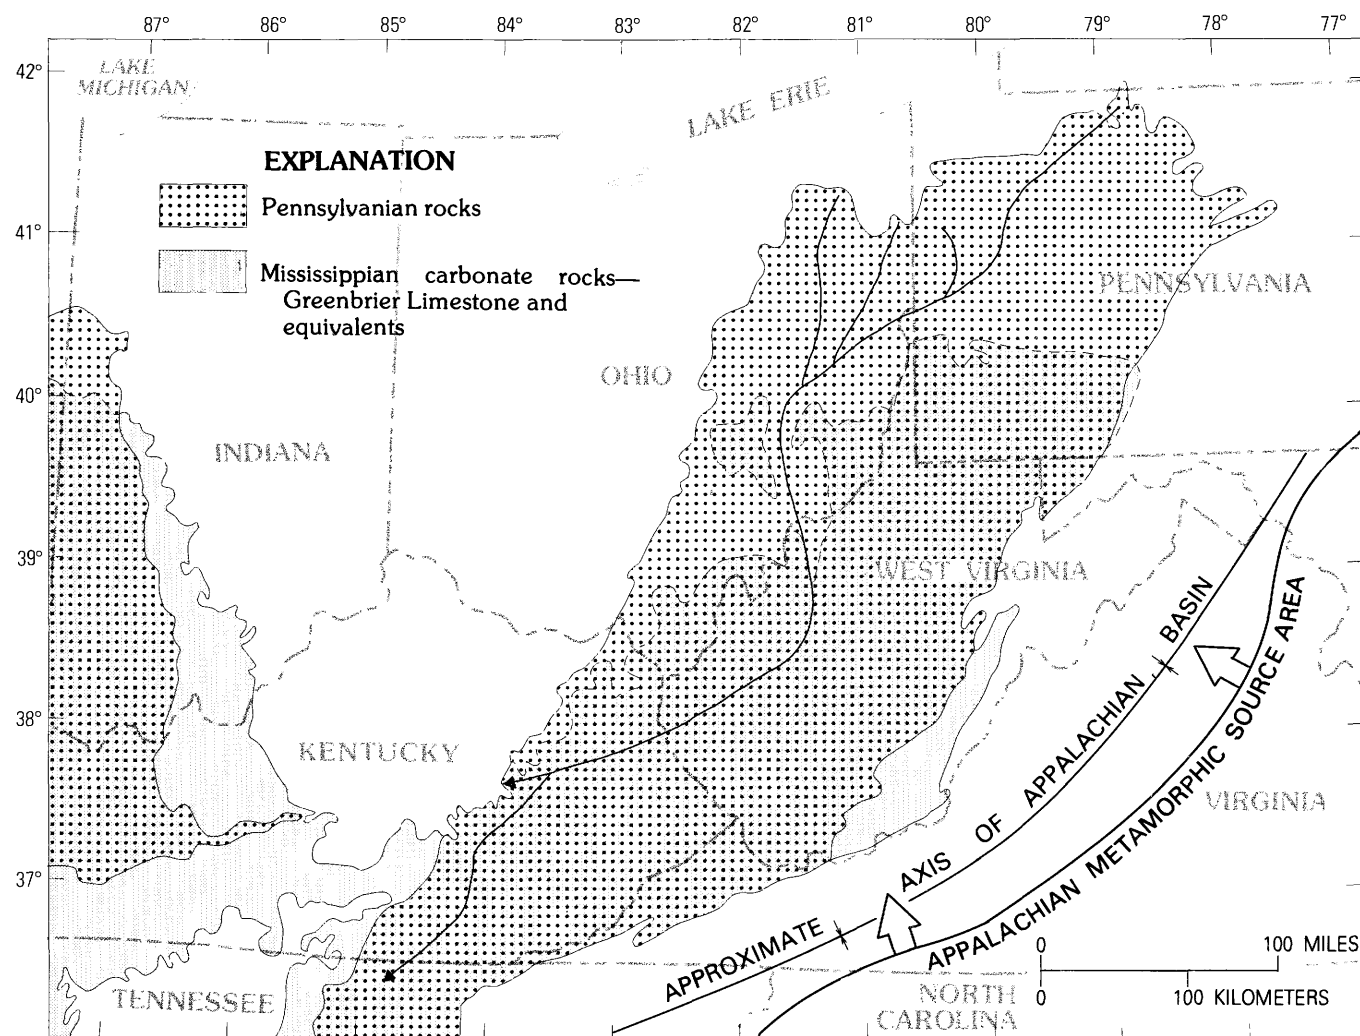 87° 86° 85° 84° 83° 82° 81° 80° 79° 78° 77°
42°
LAKE
MICHIGAN
LAKE ERIE
EXPLANATION
Pennsylvanian rocks
41°
Mississippian carbonate rocks—
Greenbrier Limestone and
equivalents
PENNSYLVANIA
OHIO
40°
INDIANA
39°
WEST VIRGINIA
38°
KENTUCKY
VIRGINIA
37°
APPROXIMATE AXIS OF APPALACHIAN BASIN
APPALACHIAN METAMORPHIC SOURCE AREA
0 100 MILES
0 100 KILOMETERS
TENNESSEE
NORTH
CAROLINA